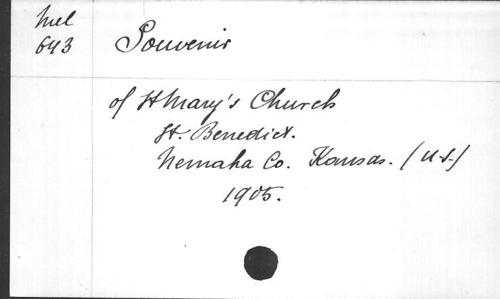 Mel
643
Souvenir
of St Mary's Church
St. Benedict.
Nemaha Co. Kansas. (U.S.)
1905.